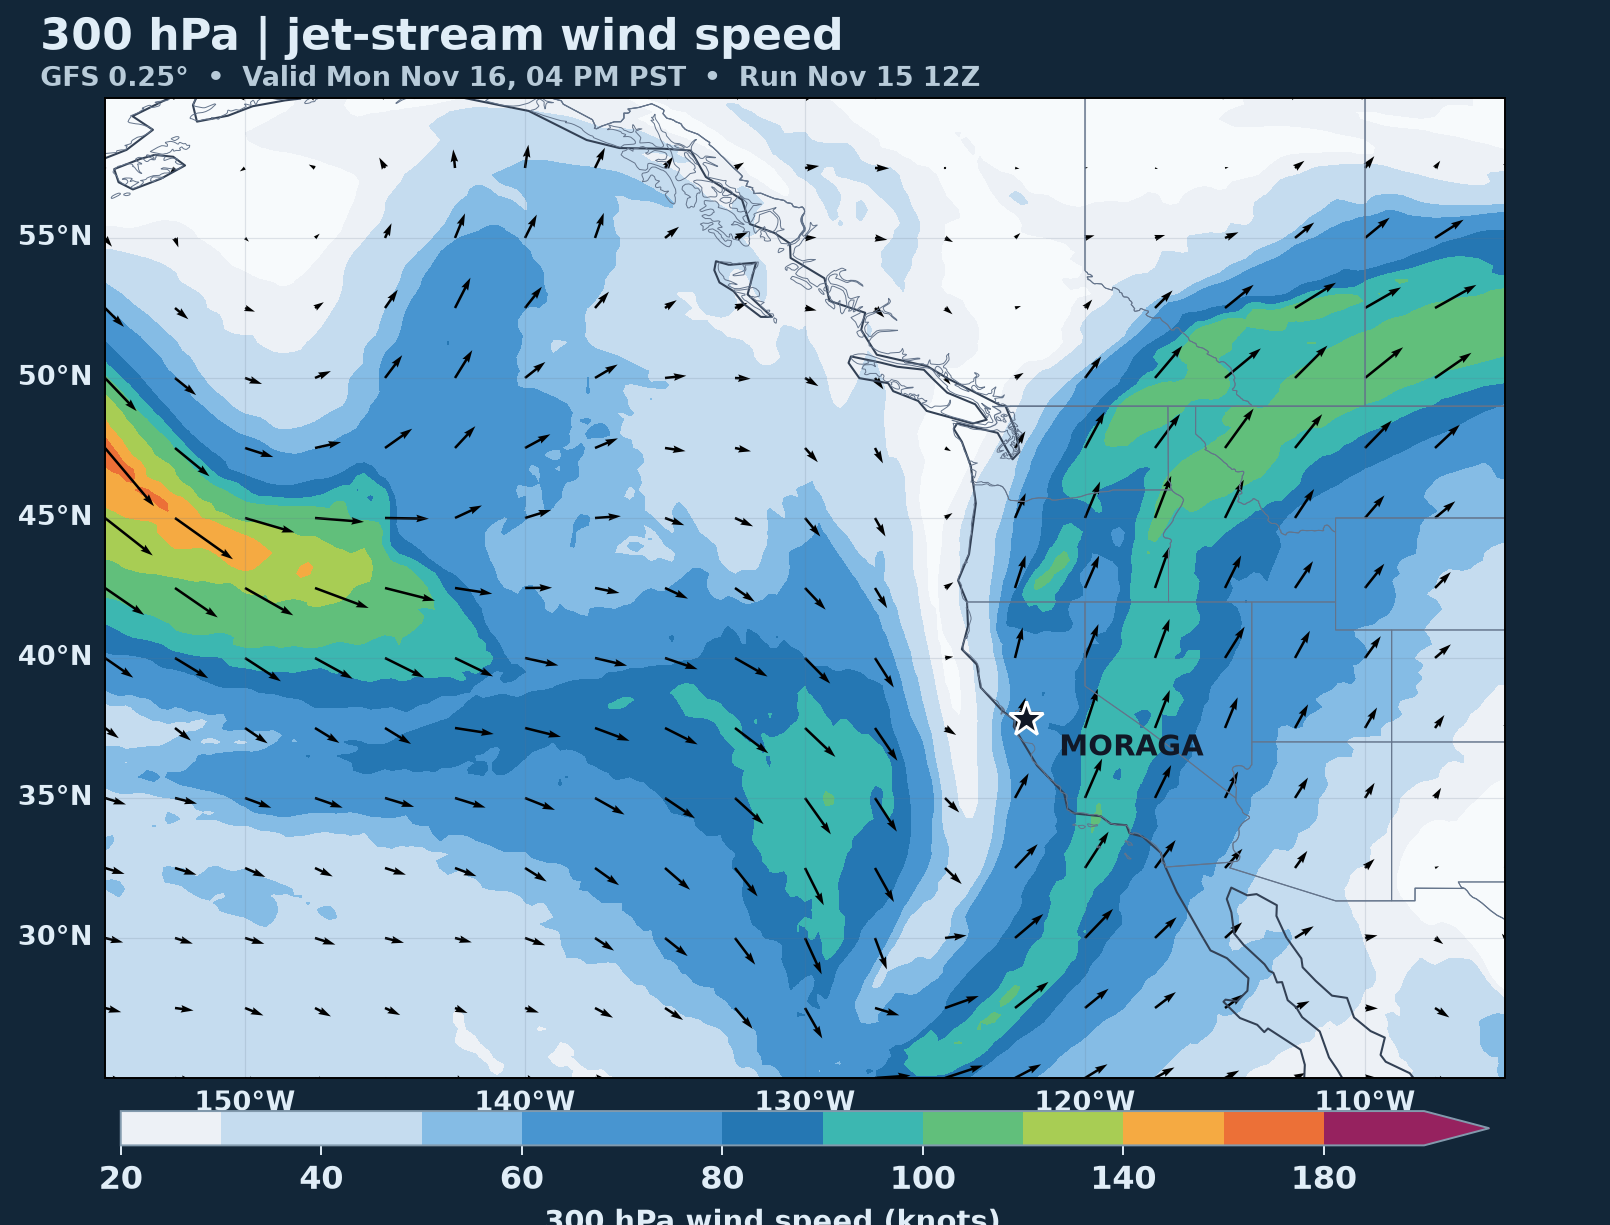 300 hPa | jet-stream wind speed
GFS 0.25° • Valid Mon Nov 16, 04 PM PST • Run Nov 15 12Z
55°N
50°N
45°N
40°N
35°N
30°N
MORAGA
150°W 140°W 130°W 120°W 110°W
20 40 60 80 100 140 180
300 hPa wind speed (knots)